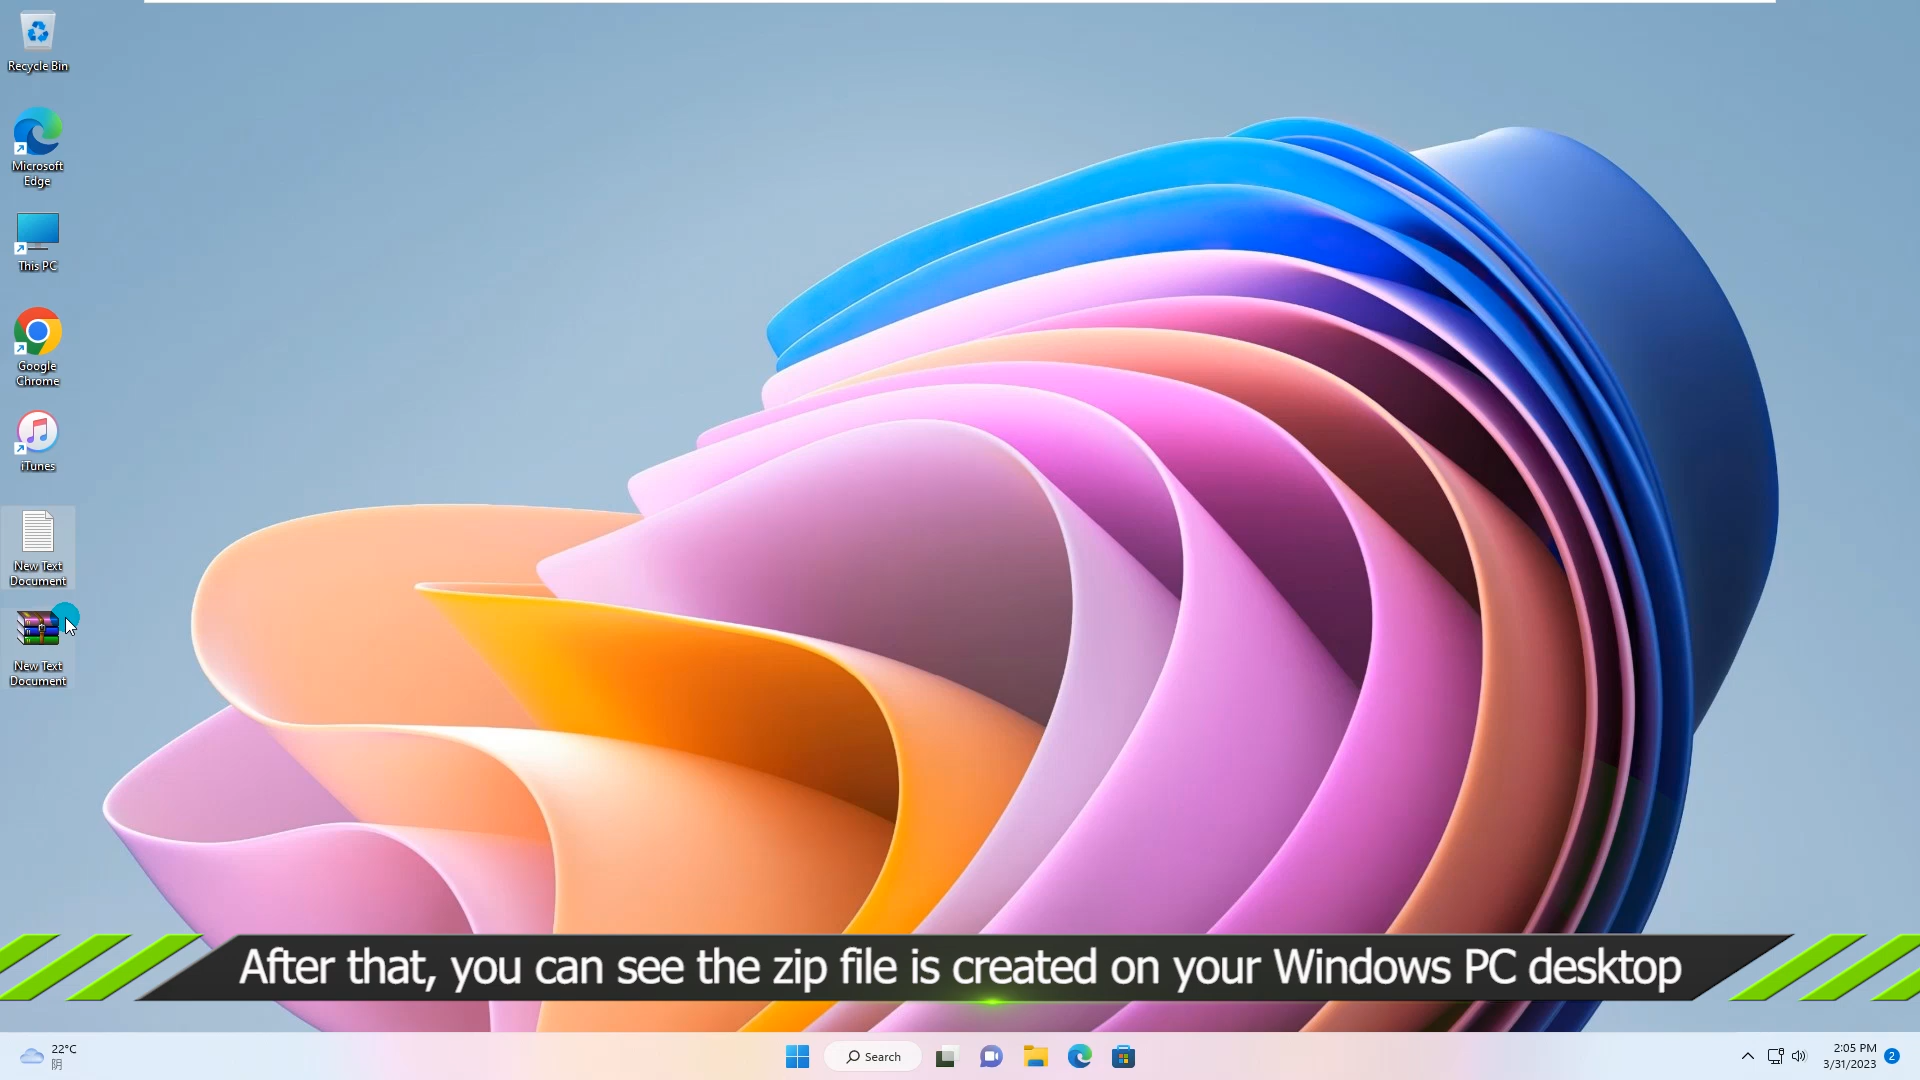 Recycle Bin
Microsoft
Edge
This PC
Google
Chrome
iTunes
New Text
Document
New Text
Document
After that, you can see the zip file is created on your Windows PC desktop
22°C
阴
Search
2:05 PM
3/31/2023
2